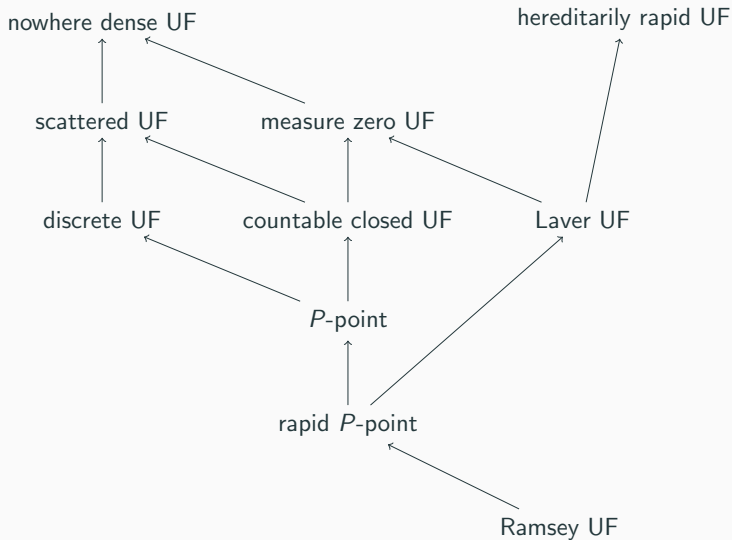 nowhere dense UF
hereditarily rapid UF
scattered UF
measure zero UF
discrete UF
countable closed UF
Laver UF
P-point
rapid P-point
Ramsey UF